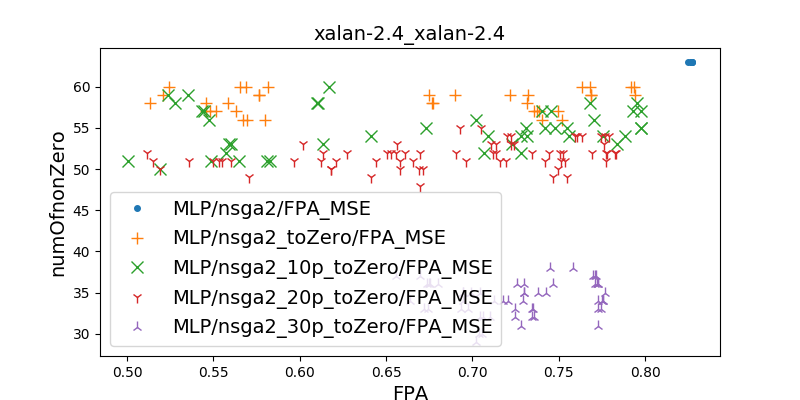 xalan-2.4_xalan-2.4
numOfnonZero
60
55
50
45
40
35
30
MLP/nsga2/FPA_MSE
MLP/nsga2_toZero/FPA_MSE
MLP/nsga2_10p_toZero/FPA_MSE
MLP/nsga2_20p_toZero/FPA_MSE
MLP/nsga2_30p_toZero/FPA_MSE
0.50 0.55 0.60 0.65 0.70 0.75 0.80
FPA